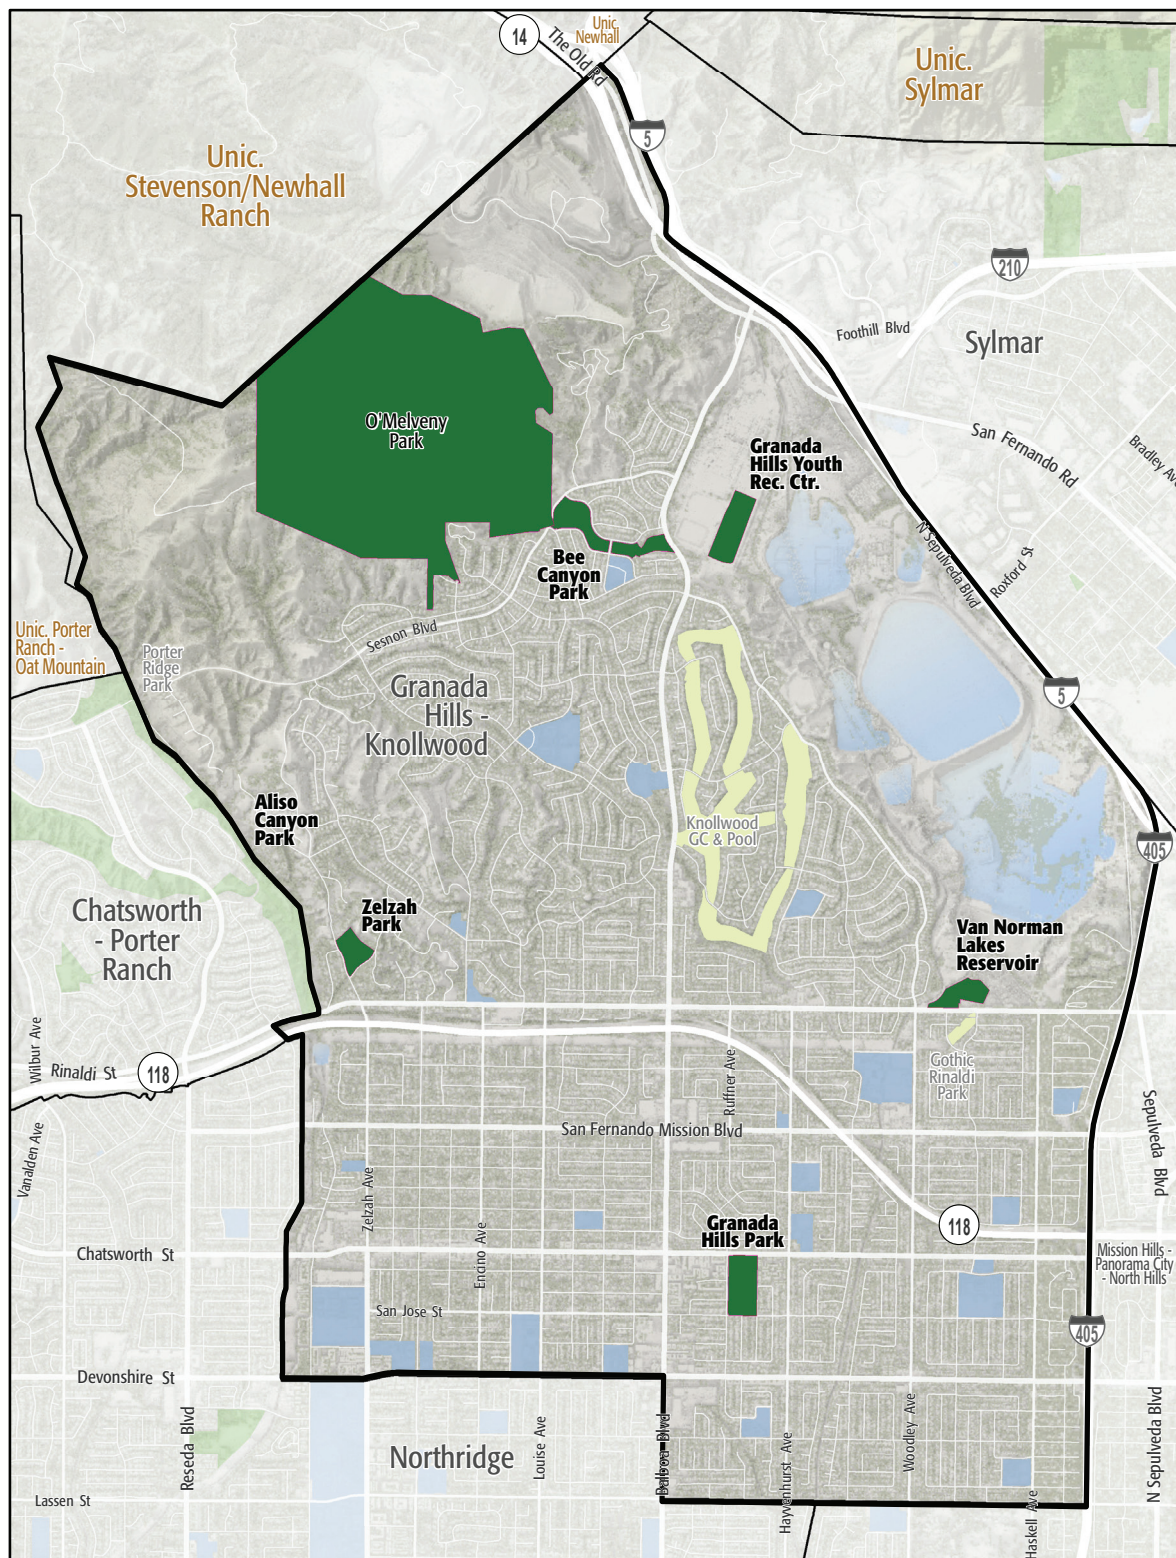 14
The Old Rd
Unic.
Newhall
Unic.
Sylmar
5
Unic.
Stevenson/Newhall
Ranch
210
Foothill Blvd
Sylmar
O'Melveny
Park
Granada
Hills Youth
Rec. Ctr.
San Fernando Rd
Bradley Ave
N Sepulveda Blvd
Roxford St
Bee
Canyon
Park
Unic. Porter
Ranch -
Oat Mountain
Porter
Ridge
Park
Sesnon Blvd
Granada
Hills -
Knollwood
5
Aliso
Canyon
Park
Knollwood
GC & Pool
405
Chatsworth
- Porter
Ranch
Zelzah
Park
Van Norman
Lakes
Reservoir
Wilbur Ave
Rinaldi St
118
Ruffner Ave
Gothic
Rinaldi
Park
Vanalden Ave
San Fernando Mission Blvd
Sepulveda Blvd
Zelzah Ave
Encino Ave
Granada
Hills Park
118
Chatsworth St
Mission Hills -
Panorama City
- North Hills
San Jose St
405
Devonshire St
Reseda Blvd
Northridge
Louise Ave
Balboa Blvd
Hayvenhurst Ave
Woodley Ave
N Sepulveda Blvd
Lassen St
Haskell Ave